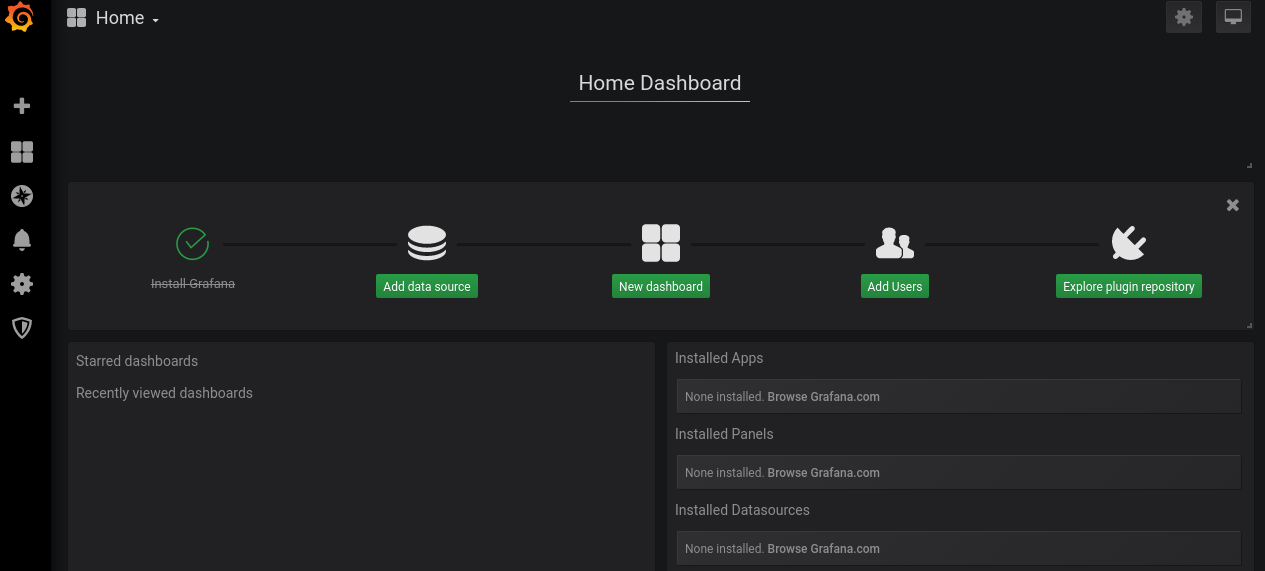 Home
Home Dashboard
Install Grafana
Add data source
New dashboard
Add Users
Explore plugin repository
Starred dashboards
Recently viewed dashboards
Installed Apps
None installed. Browse Grafana.com
Installed Panels
None installed. Browse Grafana.com
Installed Datasources
None installed. Browse Grafana.com